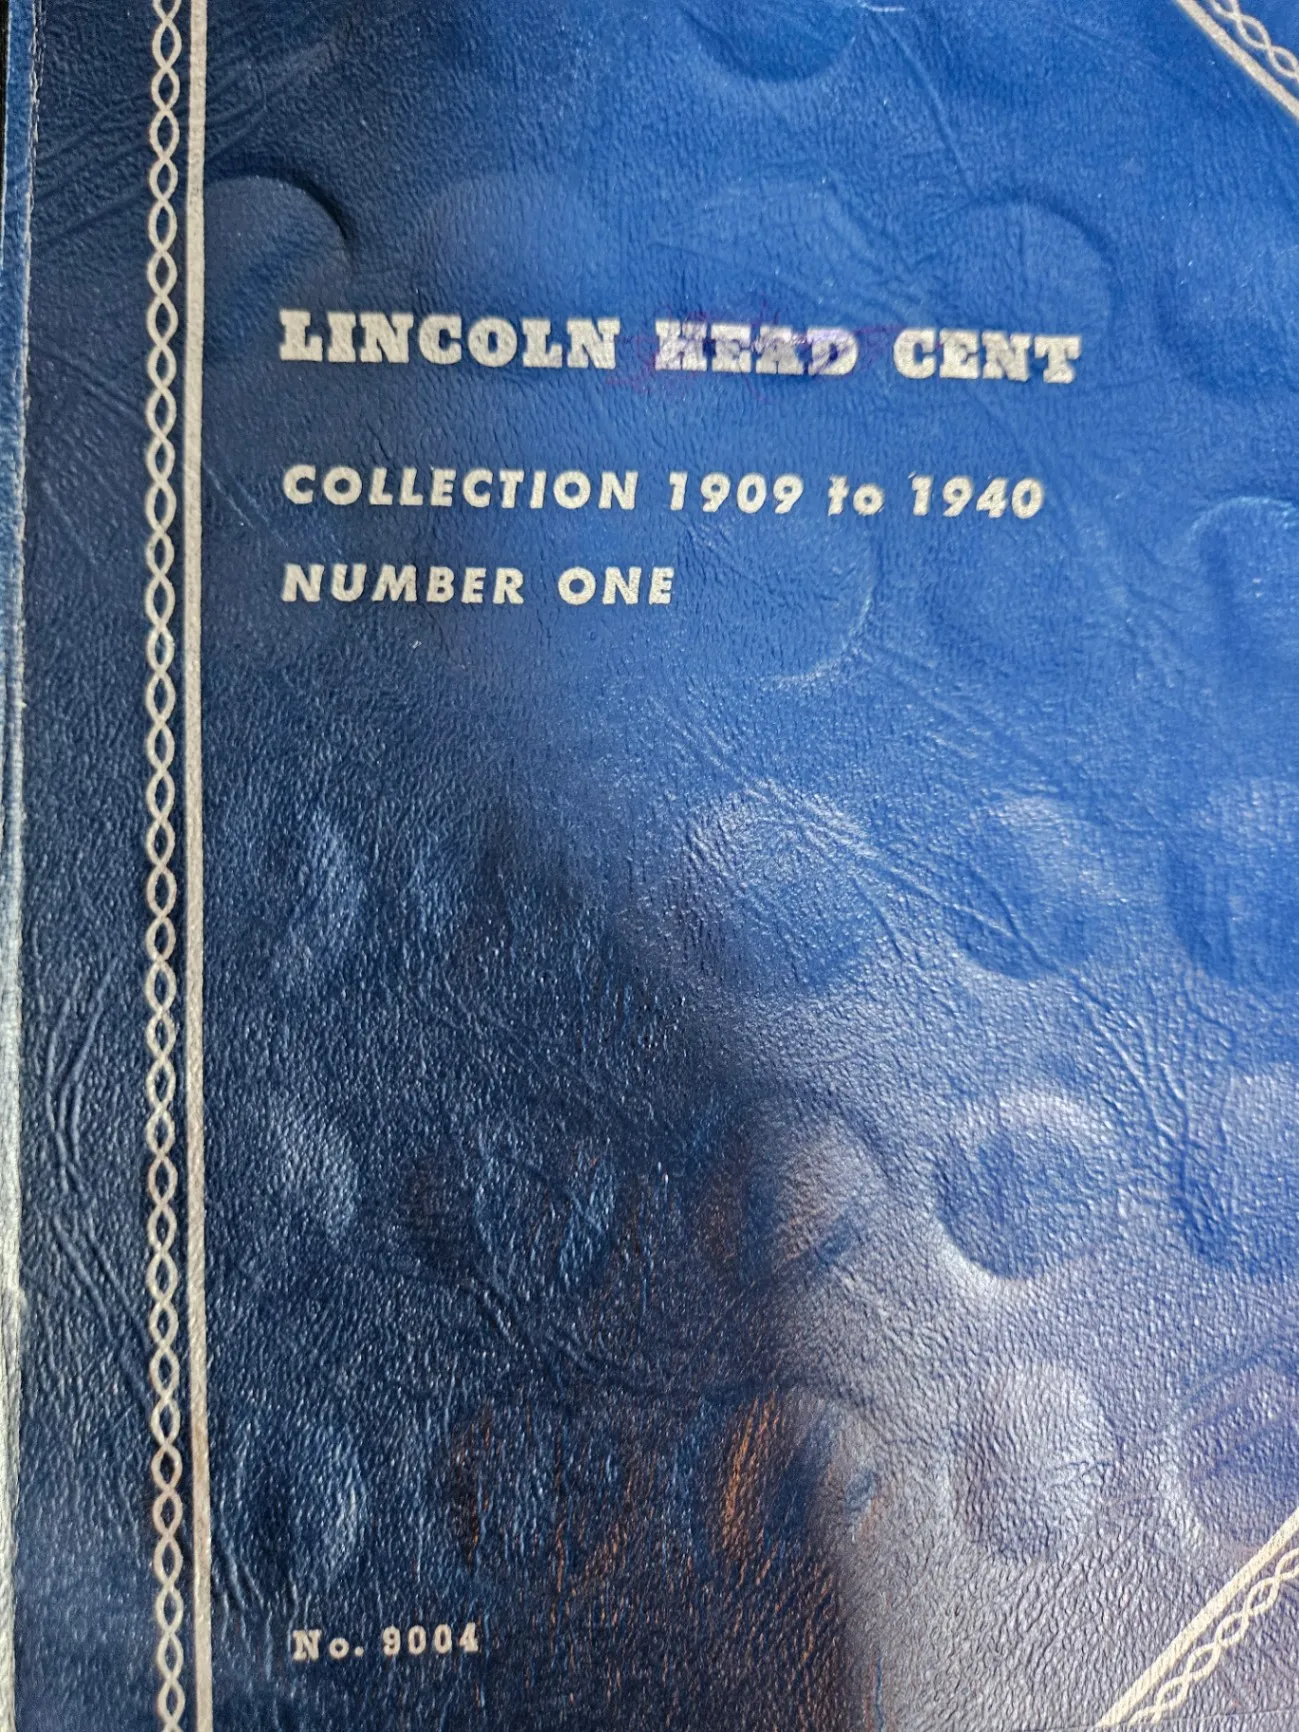 LINCOLN HEAD CENT
COLLECTION 1909 to 1940
NUMBER ONE
No. 9004